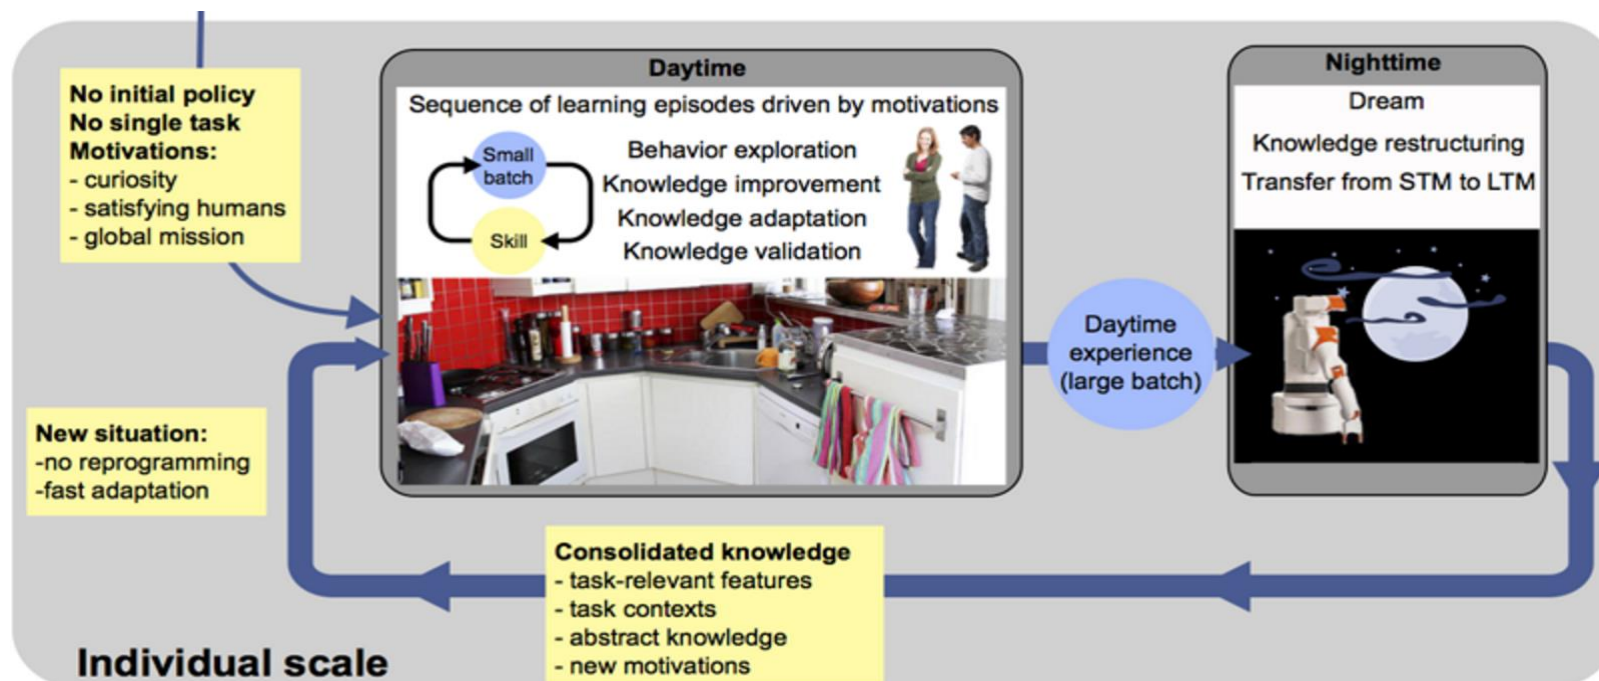 No initial policy
No single task
Motivations:
- curiosity
- satisfying humans
- global mission
Daytime
Sequence of learning episodes driven by motivations
Small
batch
Skill
Behavior exploration
Knowledge improvement
Knowledge adaptation
Knowledge validation
Daytime
experience
(large batch)
Nighttime
Dream
Knowledge restructuring
Transfer from STM to LTM
New situation:
-no reprogramming
-fast adaptation
Consolidated knowledge
- task-relevant features
- task contexts
- abstract knowledge
- new motivations
Individual scale